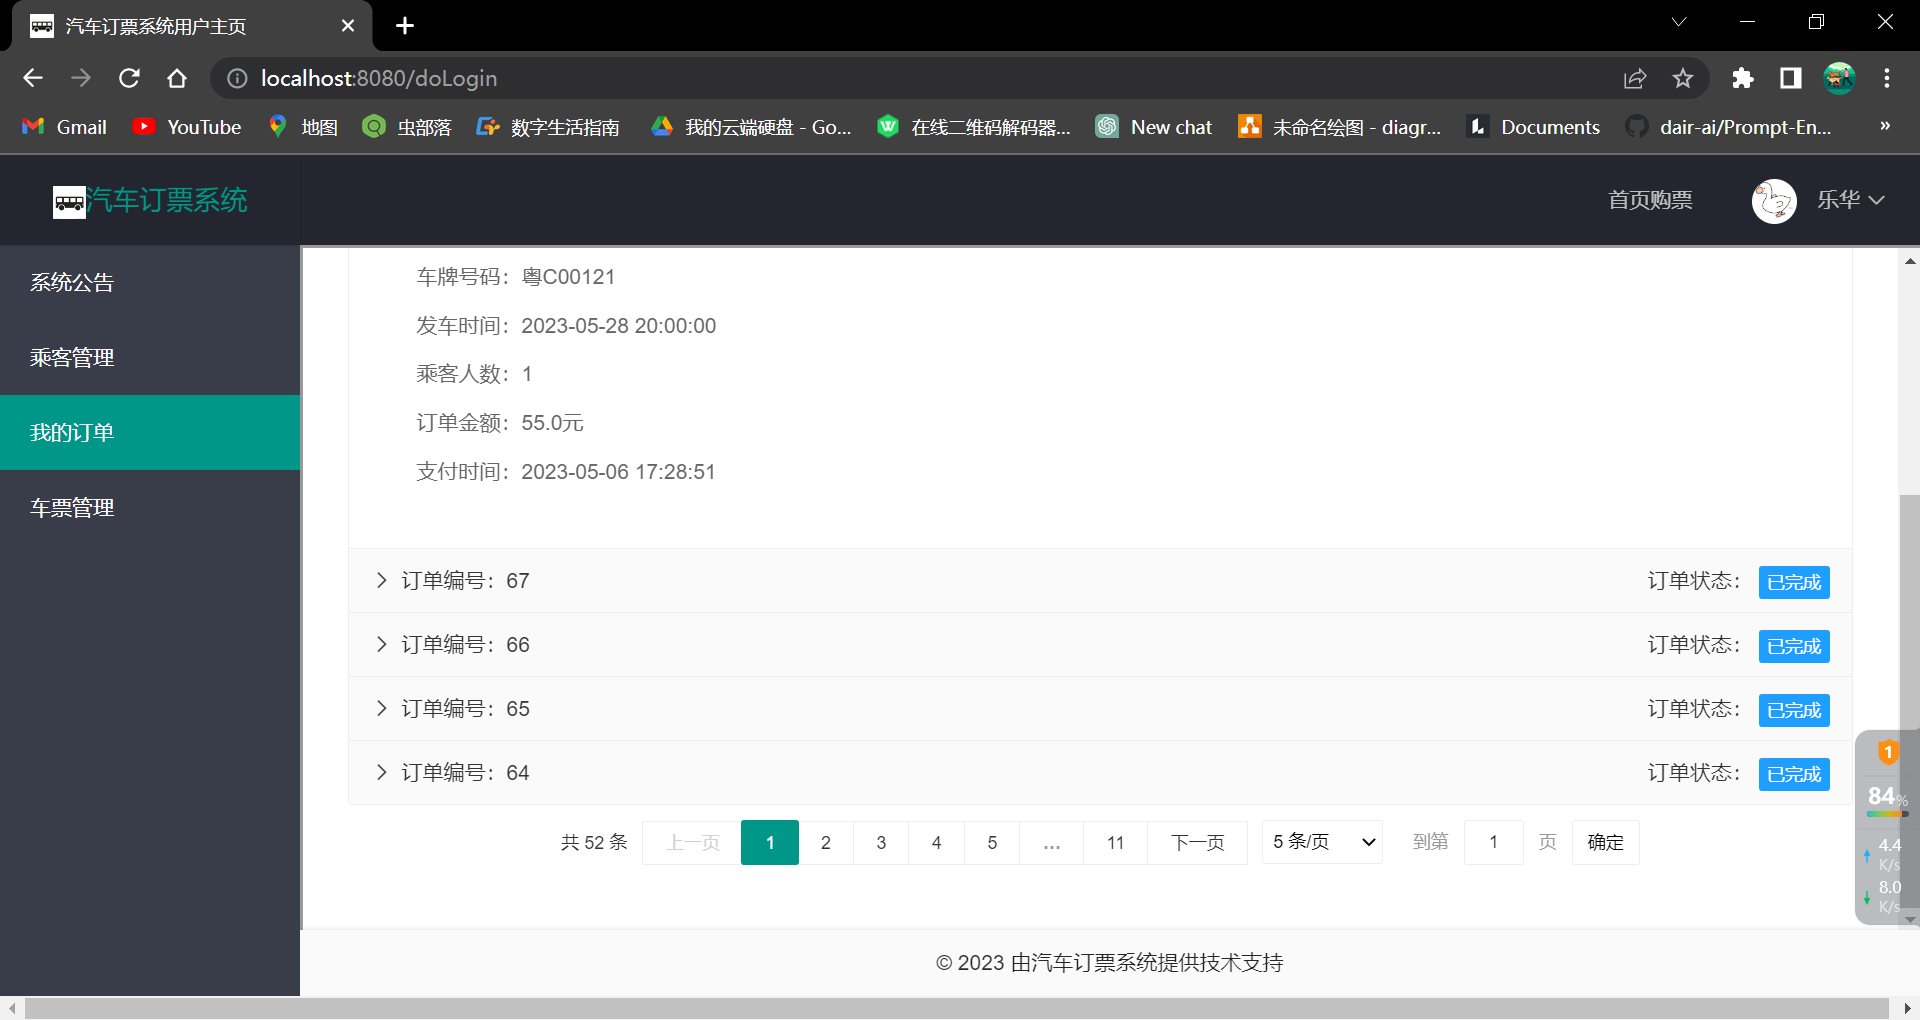 汽车订票系统用户主页
localhost:8080/doLogin
Gmail YouTube 地图 虫部落 数字生活指南 我的云端硬盘 - Go... 在线二维码解码器... New chat 未命名绘图 - diagr... Documents dair-ai/Prompt-En... »
汽车订票系统 首页购票 乐华
系统公告
乘客管理
我的订单
车票管理
车牌号码：粤C00121
发车时间：2023-05-28 20:00:00
乘客人数：1
订单金额：55.0元
支付时间：2023-05-06 17:28:51
订单编号：67 订单状态： 已完成
订单编号：66 订单状态： 已完成
订单编号：65 订单状态： 已完成
订单编号：64 订单状态： 已完成
共 52 条 上一页 1 2 3 4 5 … 11 下一页 5 条/页 到第 1 页 确定
1
84%
4.4
K/s
8.0
K/s
© 2023 由汽车订票系统提供技术支持